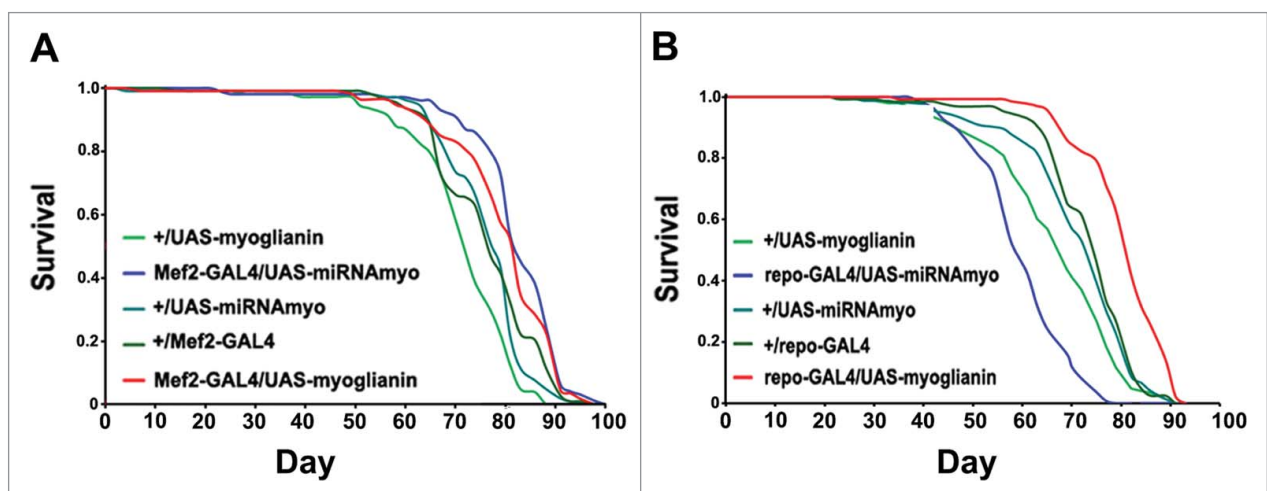 A
Survival
1.0
0.8
0.6
0.4
0.2
0
+/UAS-myoglianin
Mef2-GAL4/UAS-miRNAmyo
+/UAS-miRNAmyo
+/Mef2-GAL4
Mef2-GAL4/UAS-myoglianin
0 10 20 30 40 50 60 70 80 90 100
Day
B
Survival
1.0
0.8
0.6
0.4
0.2
0
+/UAS-myoglianin
repo-GAL4/UAS-miRNAmyo
+/UAS-miRNAmyo
+/repo-GAL4
repo-GAL4/UAS-myoglianin
0 10 20 30 40 50 60 70 80 90 100
Day